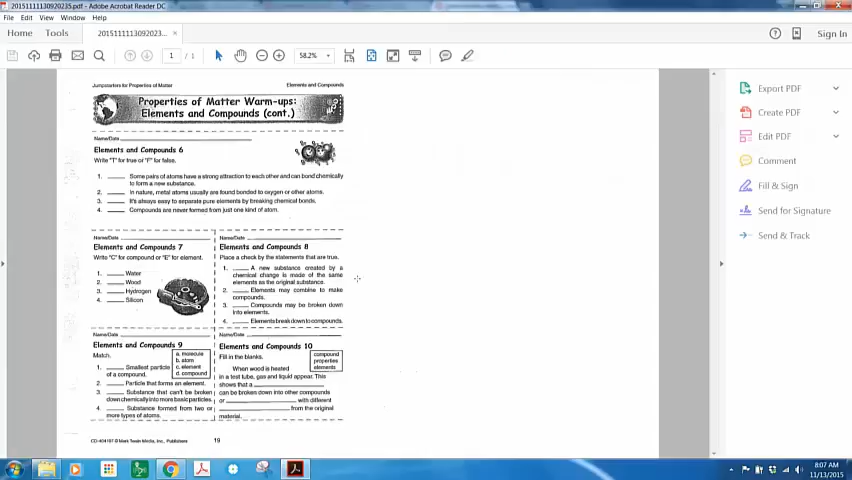 20151111130920235.pdf - Adobe Acrobat Reader DC
File Edit View Window Help
Home Tools 2015111130920​23... × Sign In
1 / 1 58.2%
Export PDF
Create PDF
Edit PDF
Comment
Fill & Sign
Send for Signature
Send & Track
Jumpstarters for Properties of Matter Elements and Compounds
Properties of Matter Warm-ups:
Elements and Compounds (cont.)
Name/Date
Elements and Compounds 6
Write "T" for true or "F" for false.
1. Some pairs of atoms have a strong attraction to each other and can bond chemically
to form a new substance.
2. In nature, metal atoms usually are found bonded to oxygen or other atoms.
3. It's always easy to separate pure elements by breaking chemical bonds.
4. Compounds are never formed from just one kind of atom.
Name/Date
Elements and Compounds 7
Write "C" for compound or "E" for element.
1. Water
2. Wood
3. Hydrogen
4. Silicon
Name/Date
Elements and Compounds 8
Place a check by the statements that are true.
1. A new substance created by a
chemical change is made of the same
elements as the original substance.
2. Elements may combine to make
compounds.
3. Compounds may be broken down
into elements.
4. Elements break down to compounds.
Name/Date
Elements and Compounds 9
Match.
a. molecule
b. atom
c. element
d. compound
1. Smallest particle
of a compound.
2. Particle that forms an element.
3. Substance that can't be broken
down chemically into more basic particles.
4. Substance formed from two or
more types of atoms.
Name/Date
Elements and Compounds 10
Fill in the blanks.
compound
properties
elements
When wood is heated
in a test tube, gas and liquid appear. This
shows that a
can be broken down into other compounds
or with different
from the original
material.
CD-404187 © Mark Twain Media, Inc., Publishers 19
8:07 AM
11/13/2015